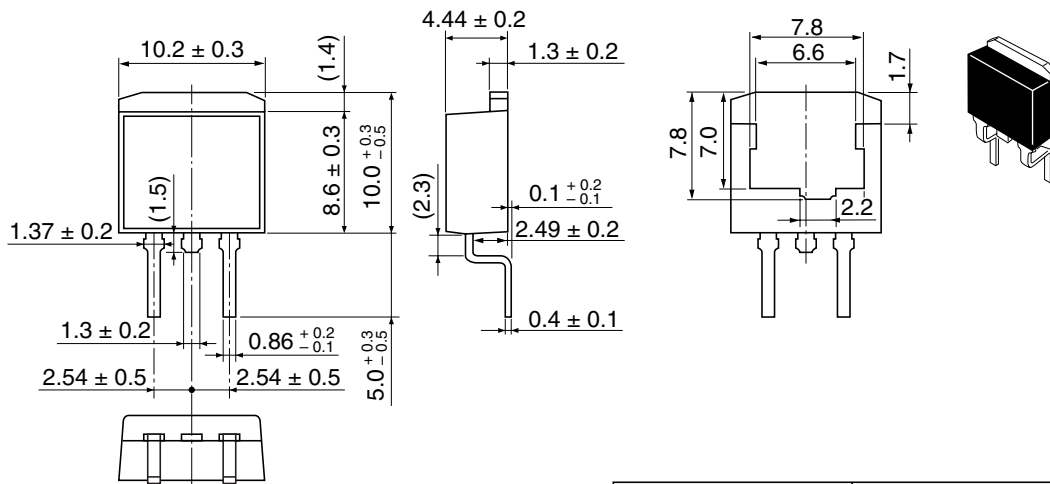 10.2 ± 0.3
(1.4)
8.6 ± 0.3
10.0 +0.3 −0.5
(1.5)
1.37 ± 0.2
1.3 ± 0.2
0.86 +0.2 −0.1
2.54 ± 0.5
2.54 ± 0.5
5.0 +0.3 −0.5
4.44 ± 0.2
1.3 ± 0.2
(2.3)
0.1 +0.2 −0.1
2.49 ± 0.2
0.4 ± 0.1
7.8
6.6
1.7
7.8
7.0
2.2